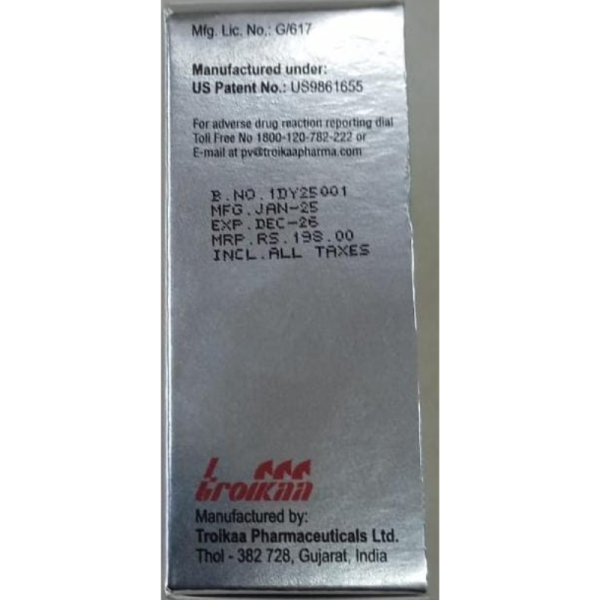 Mfg. Lic. No.: G/617
Manufactured under:
US Patent No.: US9861655
For adverse drug reaction reporting dial
Toll Free No 1800-120-782-222 or
E-mail at pv@troikaapharma.com
B.NO.1DY25001
MFG.JAN-25
EXP.DEC-26
MRP.RS.198.00
INCL.ALL TAXES
troikaa
Manufactured by:
Troikaa Pharmaceuticals Ltd.
Thol - 382 728, Gujarat, India